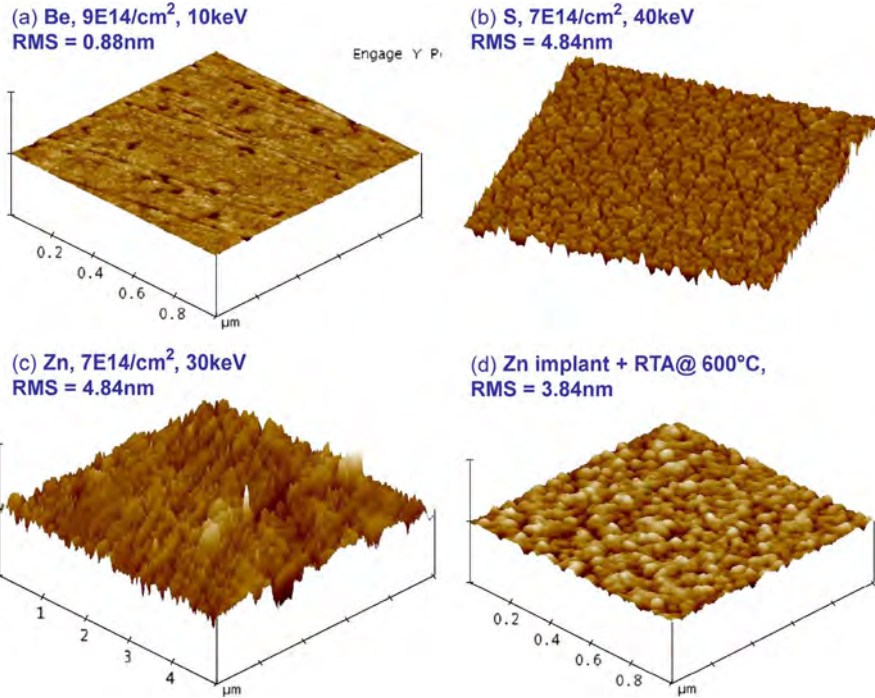 (a) Be, 9E14/cm², 10keV
RMS = 0.88nm
Engage Y P
(b) S, 7E14/cm², 40keV
RMS = 4.84nm
0.2
0.4
0.6
0.8
µm
(c) Zn, 7E14/cm², 30keV
RMS = 4.84nm
1
2
3
4
µm
(d) Zn implant + RTA@ 600°C,
RMS = 3.84nm
0.2
0.4
0.6
0.8
µm